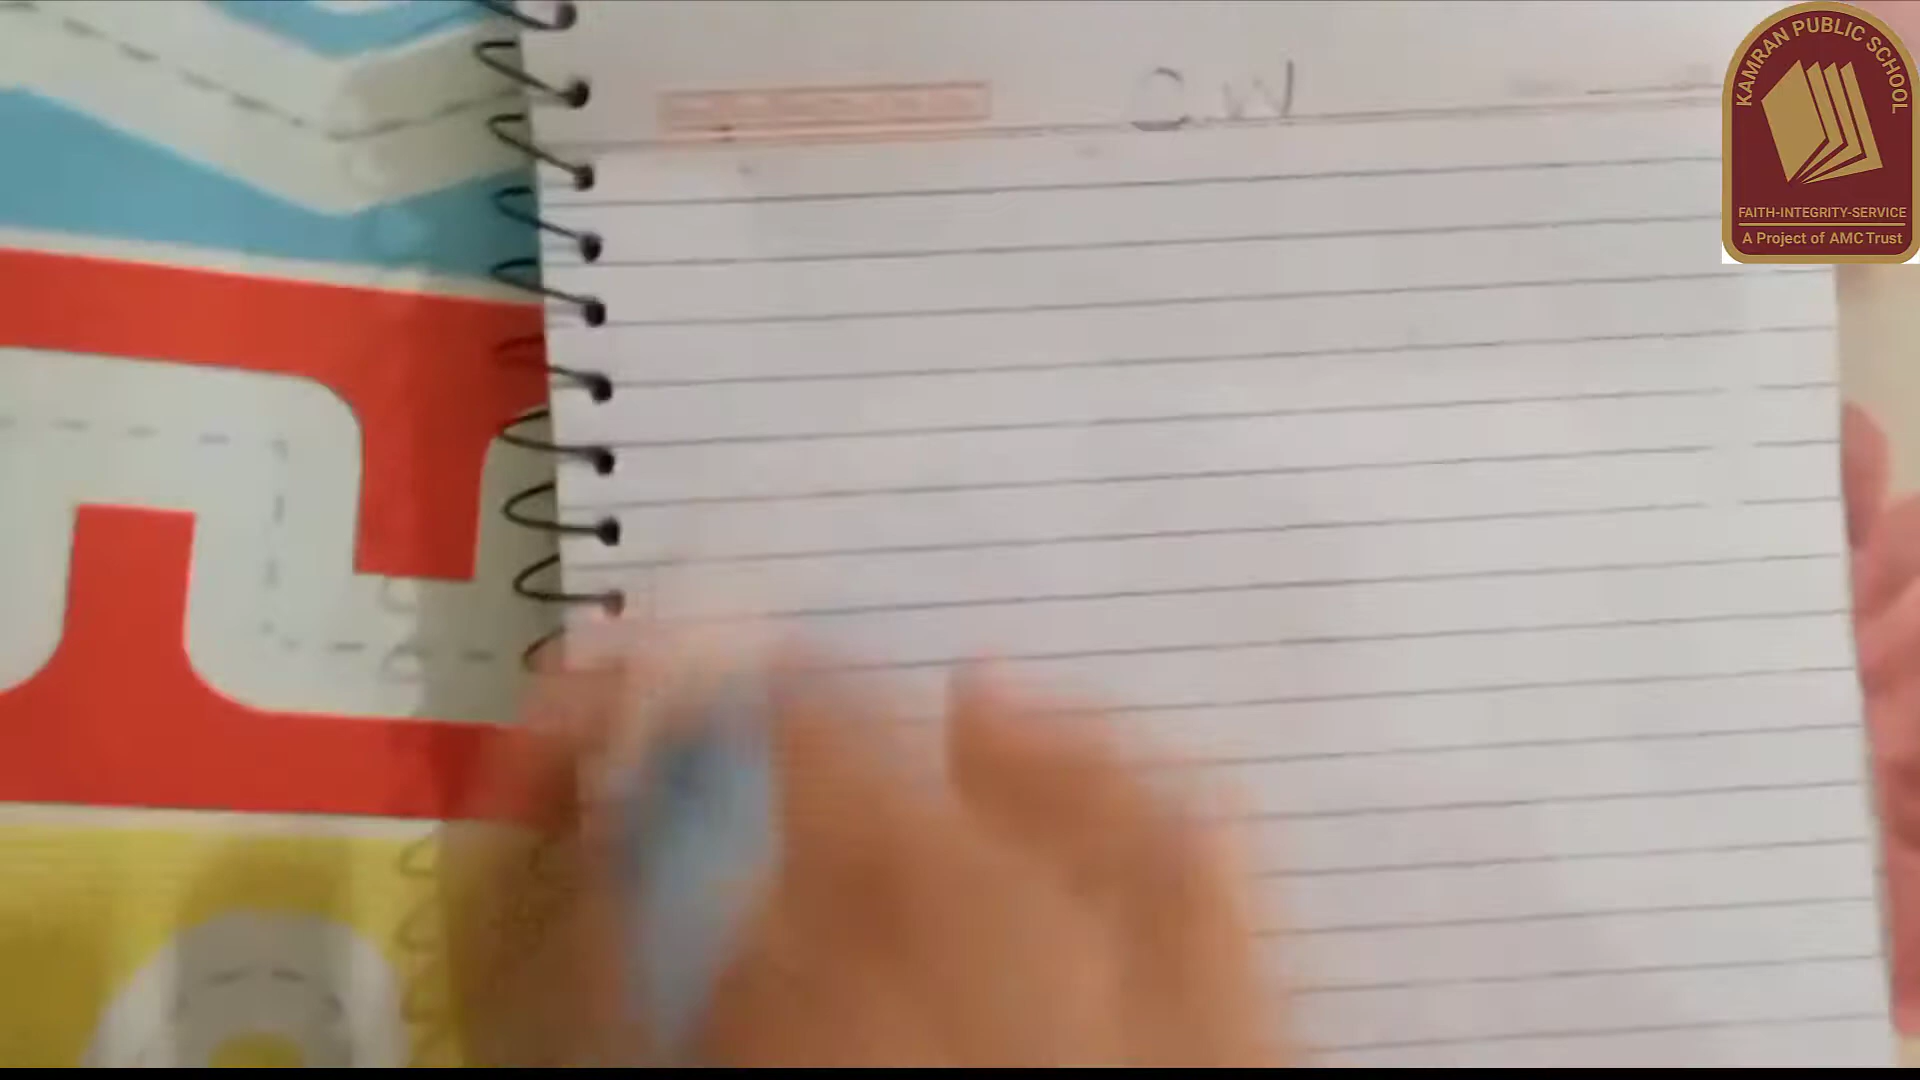 C.W
KAMRAN PUBLIC SCHOOL
FAITH-INTEGRITY-SERVICE
A Project of AMC Trust